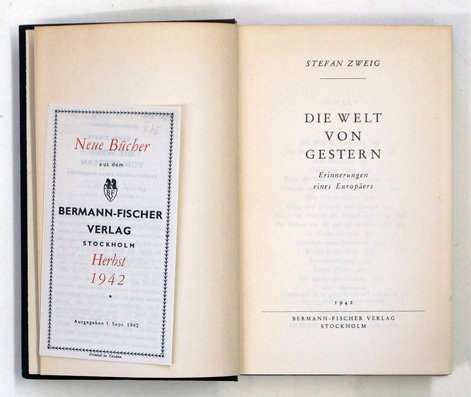 Neue Bücher
aus dem
BF
BERMANN-FISCHER
VERLAG
STOCKHOLM
Herbst
1942
Ausgegeben 1. Sept. 1942
Printed in Sweden
STEFAN ZWEIG
DIE WELT
VON
GESTERN
Erinnerungen
eines Europäers
1942
BERMANN-FISCHER VERLAG
STOCKHOLM